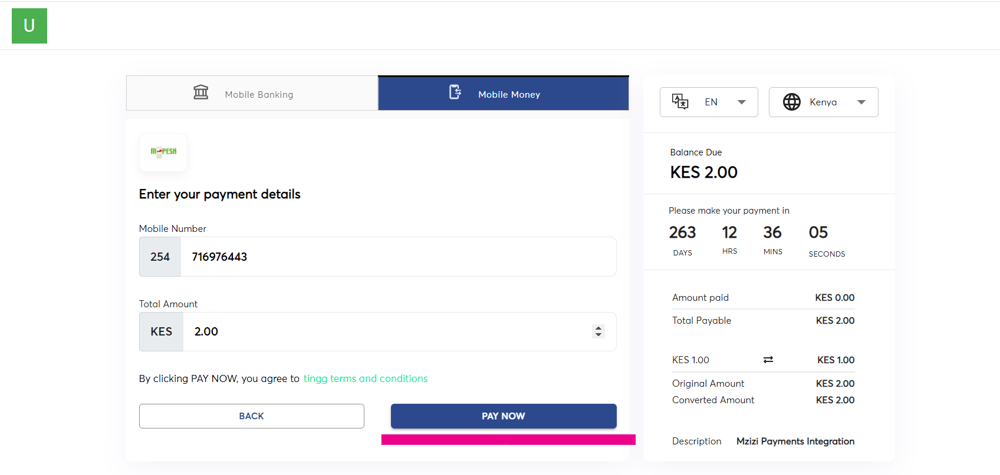 U
Mobile Banking
Mobile Money
M-PESA
Enter your payment details
Mobile Number
254 716976443
Total Amount
KES 2.00
By clicking PAY NOW, you agree to tingg terms and conditions
BACK
PAY NOW
EN
Kenya
Balance Due
KES 2.00
Please make your payment in
263 12 36 05
DAYS HRS MINS SECONDS
Amount paid KES 0.00
Total Payable KES 2.00
KES 1.00 KES 1.00
Original Amount KES 2.00
Converted Amount KES 2.00
Description Mzizi Payments Integration